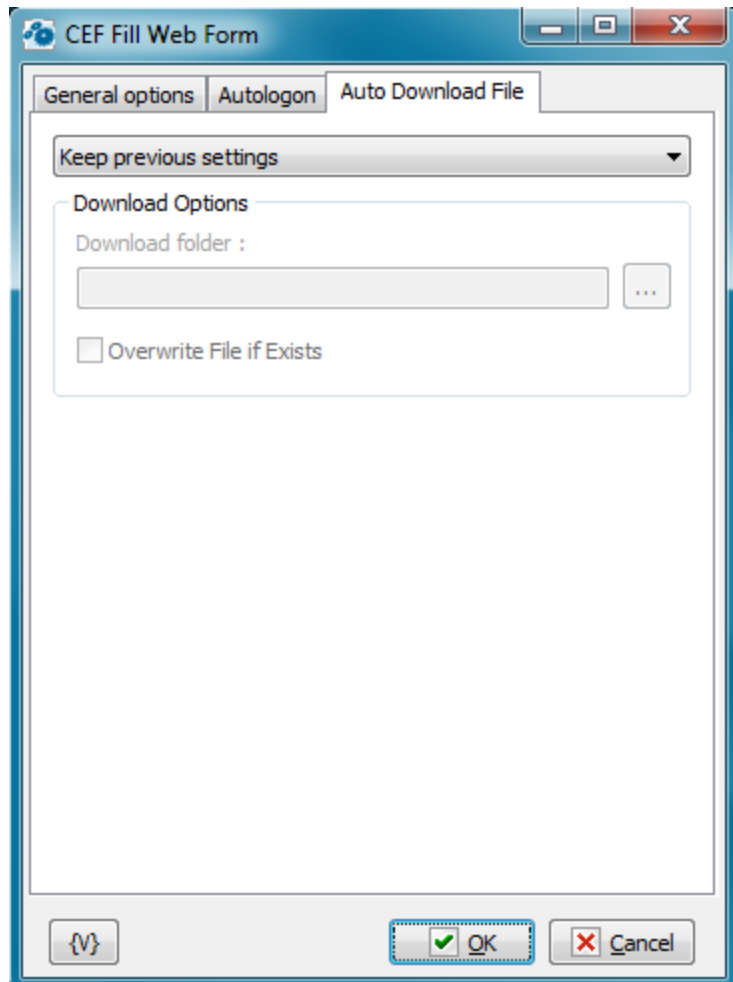 CEF Fill Web Form
General options Autologon Auto Download File
Keep previous settings
Download Options
Download folder :
...
Overwrite File if Exists
{V} OK Cancel